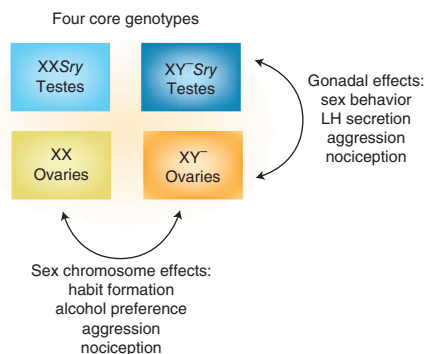 Four core genotypes
XXSry
Testes
XY⁻Sry
Testes
XX
Ovaries
XY⁻
Ovaries
Gonadal effects:
sex behavior
LH secretion
aggression
nociception
Sex chromosome effects:
habit formation
alcohol preference
aggression
nociception